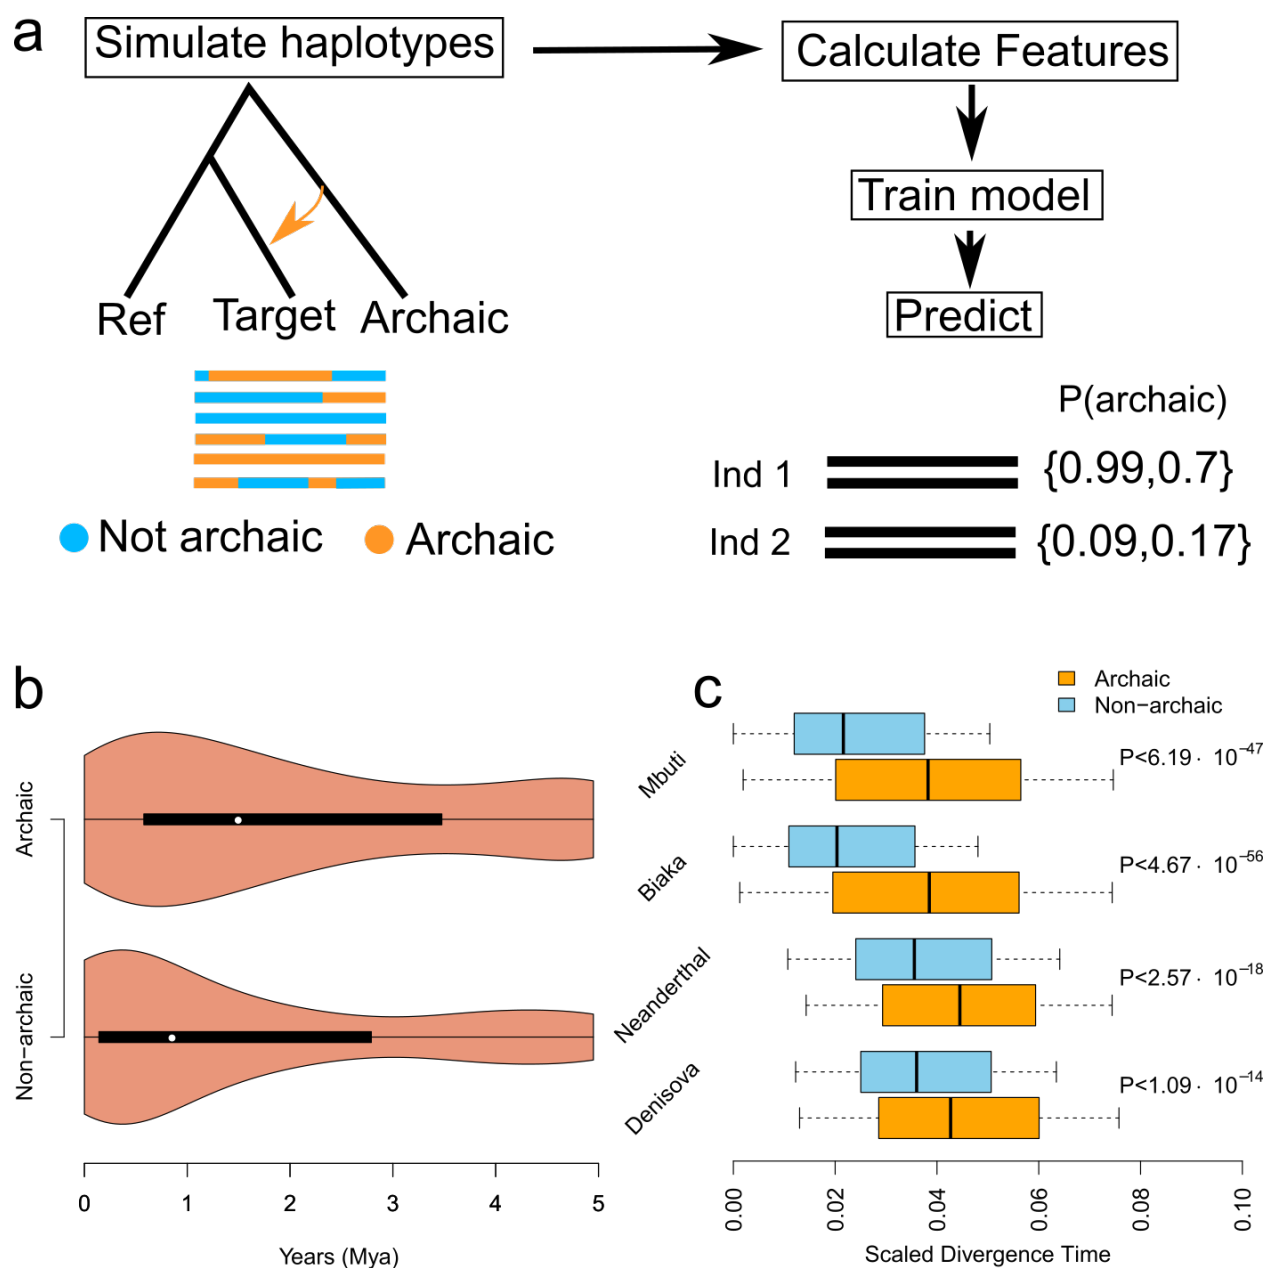 a
Simulate haplotypes
Calculate Features
Train model
Predict
Ref Target Archaic
Not archaic Archaic
P(archaic)
Ind 1 {0.99,0.7}
Ind 2 {0.09,0.17}
b
Archaic
Non−archaic
0 1 2 3 4 5
Years (Mya)
c
Archaic
Non−archaic
Mbuti
P<6.19 · 10⁻⁴⁷
Biaka
P<4.67 · 10⁻⁵⁶
Neanderthal
P<2.57 · 10⁻¹⁸
Denisova
P<1.09 · 10⁻¹⁴
0.00 0.02 0.04 0.06 0.08 0.10
Scaled Divergence Time